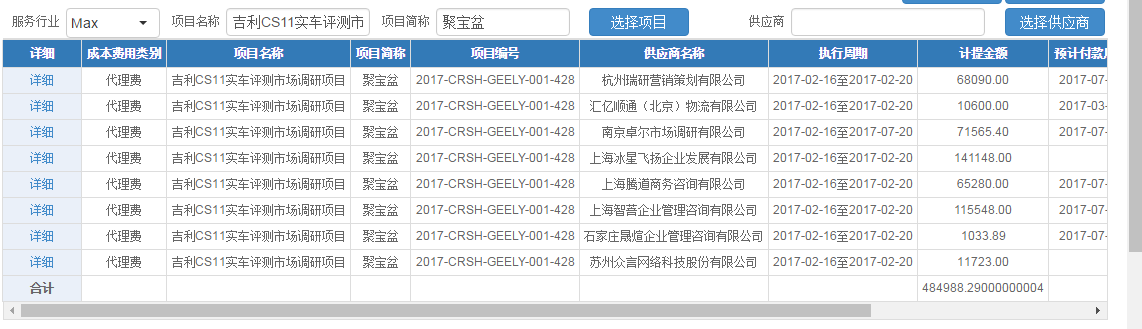 服务行业 Max 项目名称 吉利CS11实车评测市 项目简称 聚宝盆 选择项目 供应商 选择供应商
详细 成本费用类别 项目名称 项目简称 项目编号 供应商名称 执行周期 计提金额 预计付款
详细 代理费 吉利CS11实车评测市场调研项目 聚宝盆 2017-CRSH-GEELY-001-428 杭州瑞研营销策划有限公司 2017-02-16至2017-02-20 68090.00 2017-07-
详细 代理费 吉利CS11实车评测市场调研项目 聚宝盆 2017-CRSH-GEELY-001-428 汇亿顺通（北京）物流有限公司 2017-02-16至2017-02-20 10600.00 2017-03-
详细 代理费 吉利CS11实车评测市场调研项目 聚宝盆 2017-CRSH-GEELY-001-428 南京卓尔市场调研有限公司 2017-02-16至2017-02-20 71565.40 2017-07-
详细 代理费 吉利CS11实车评测市场调研项目 聚宝盆 2017-CRSH-GEELY-001-428 上海冰星飞扬企业发展有限公司 2017-02-16至2017-02-20 141148.00
详细 代理费 吉利CS11实车评测市场调研项目 聚宝盆 2017-CRSH-GEELY-001-428 上海腾道商务咨询有限公司 2017-02-16至2017-02-20 65280.00 2017-07-
详细 代理费 吉利CS11实车评测市场调研项目 聚宝盆 2017-CRSH-GEELY-001-428 上海智菩企业管理咨询有限公司 2017-02-16至2017-02-20 115548.00 2017-07-
详细 代理费 吉利CS11实车评测市场调研项目 聚宝盆 2017-CRSH-GEELY-001-428 石家庄晟煊企业管理咨询有限公司 2017-02-16至2017-02-20 1033.89 2017-07-
详细 代理费 吉利CS11实车评测市场调研项目 聚宝盆 2017-CRSH-GEELY-001-428 苏州众言网络科技股份有限公司 2017-02-16至2017-02-20 11723.00
合计 484988.29000000004